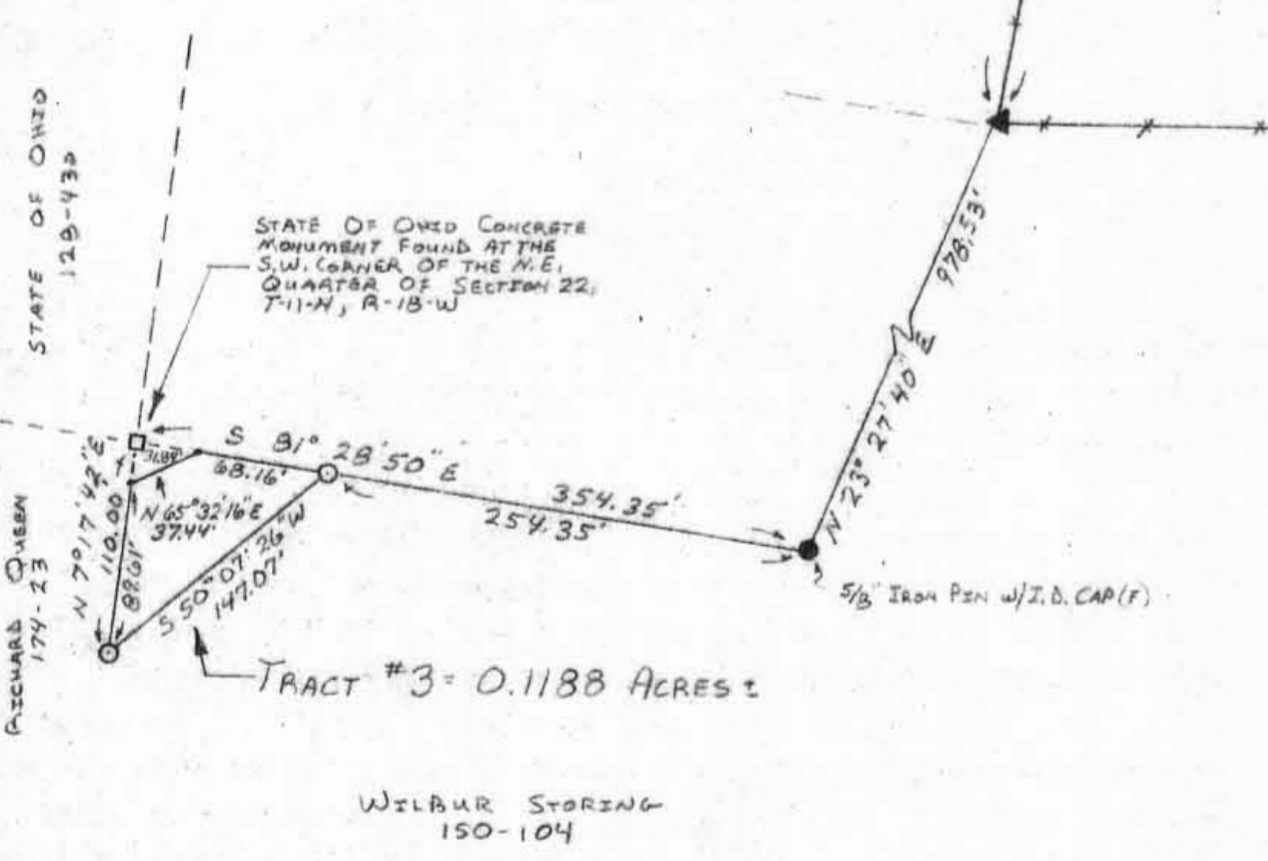 STATE OF OHIO
128-430
STATE OF OHIO CONCRETE
MONUMENT FOUND AT THE
S.W. CORNER OF THE N.E.
QUARTER OF SECTION 22,
T-11-N, R-18-W
978.53'
N 23° 27' 40" E
S 81° 28' 50" E
31.84'
68.16'
354.35'
254.35'
N 65° 32' 16" E
37.44'
N 7° 17' 42" E
110.00'
89.61'
S 50° 07' 26" W
147.07'
5/8" IRON PIN W/I.D. CAP (F)
RICHARD QUEEN
174-23
TRACT #3 = 0.1188 ACRES ±
WILBUR STORING
150-104